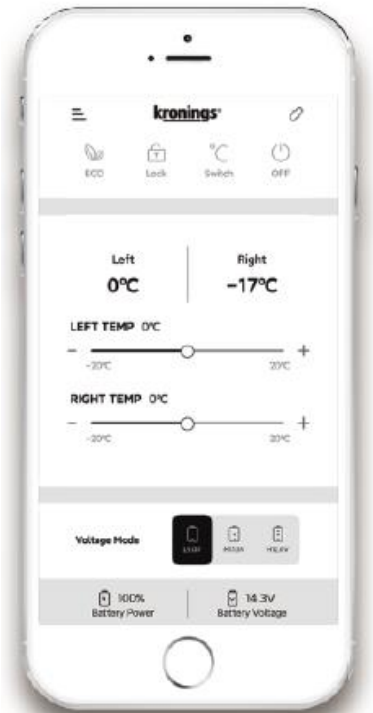 kronings
ECO Lock °C Switch OFF
Left Right
0°C -17°C
LEFT TEMP 0°C
- +
-20°C 20°C
RIGHT TEMP 0°C
- +
-20°C 20°C
Voltage Mode
100% 14.3V
Battery Power Battery Voltage